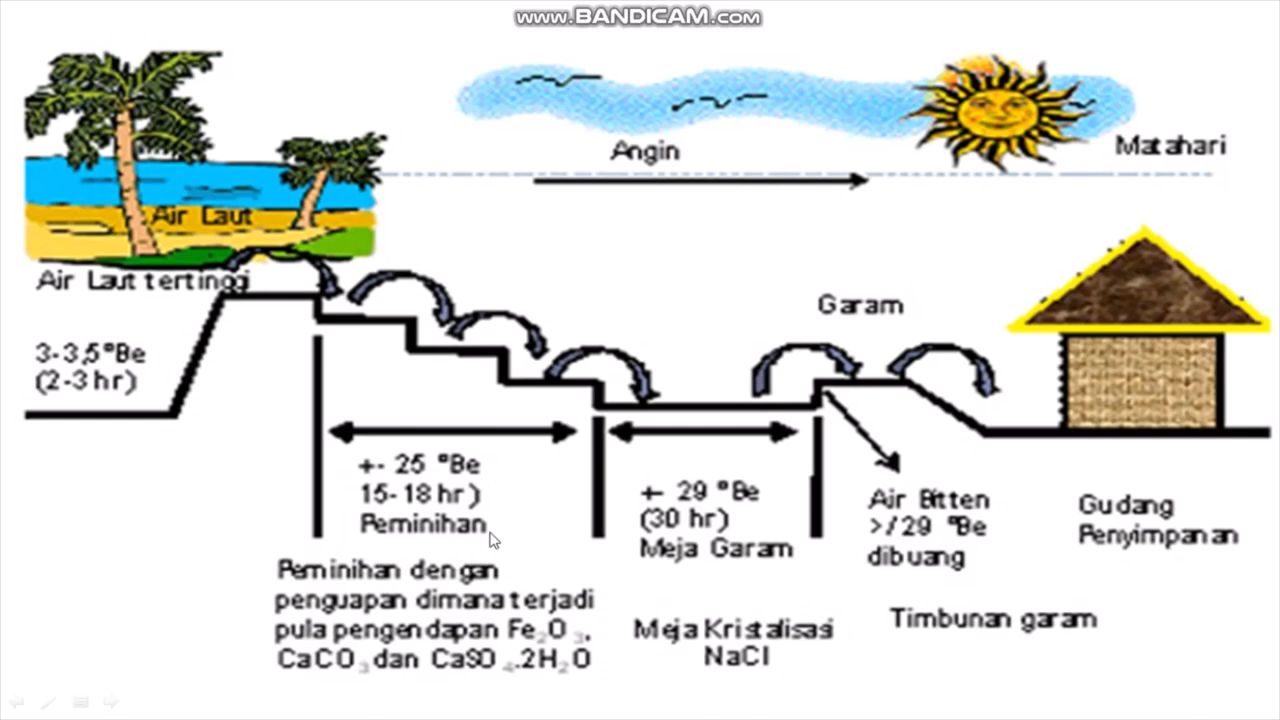 www.BANDICAM.com
Angin
Matahari
Air Laut
Air Laut tertinggi
Garam
3-3,5 °Be
(2-3 hr)
+- 25 °Be
15-18 hr)
Peminihan
+- 29 °Be
(30 hr)
Meja Garam
Air Bitten
>/29 °Be
dibuang
Gudang
Penyimpanan
Peminihan dengan
penguapan dimana terjadi
pula pengendapan Fe₂O₃,
CaCO₃ dan CaSO₄.2H₂O
Meja Kristalisasi
NaCl
Timbunan garam